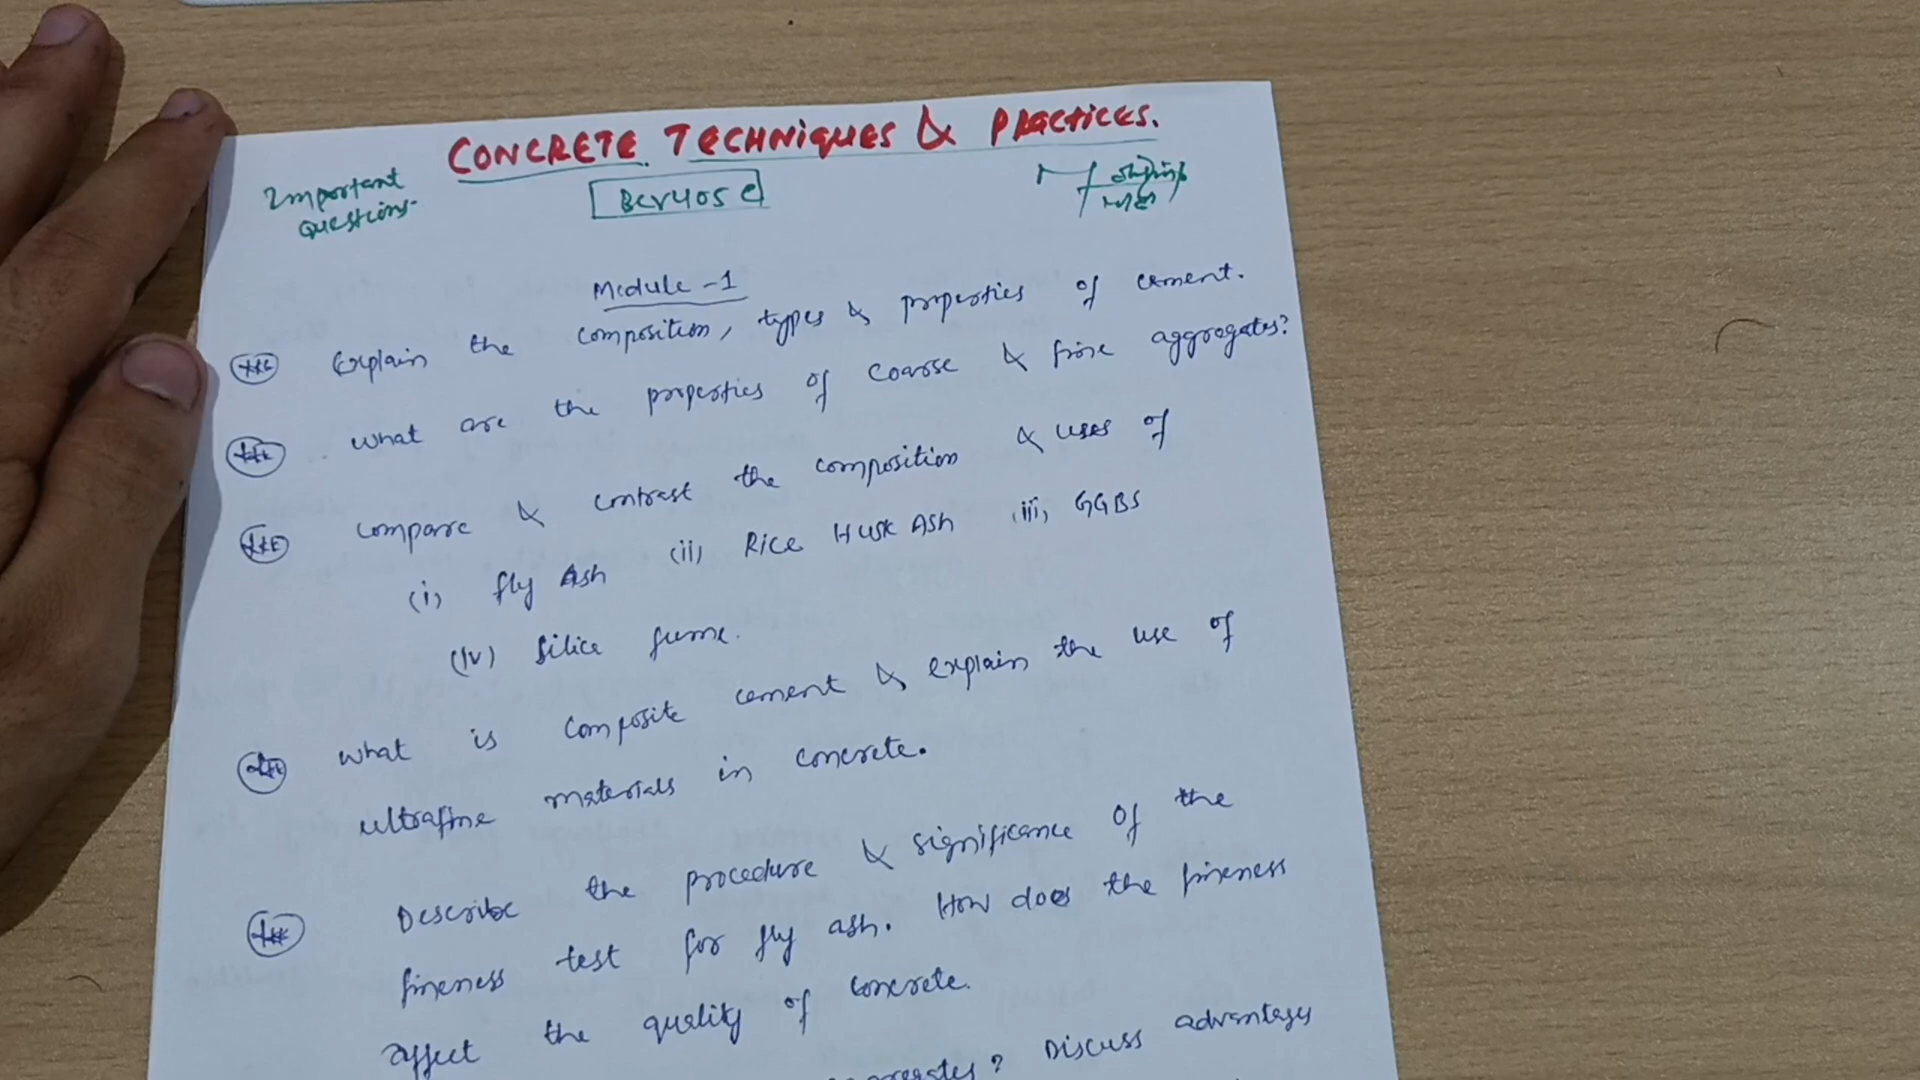 CONCRETE TECHNIQUES & PRACTICES.
Important
questions.
BCV405C
Module -1
Explain the composition, types & properties of cement.
What are the properties of coarse & fine aggregates?
compare & contrast the composition & uses of
(i) fly Ash (ii) Rice Husk Ash (iii) GGBS
(iv) Silica fume.
What is composite cement & explain the use of
ultrafine materials in concrete.
Describe the procedure & significance of the
fineness test for fly ash. How does the fineness
affect the quality of concrete.
? Discuss advantages